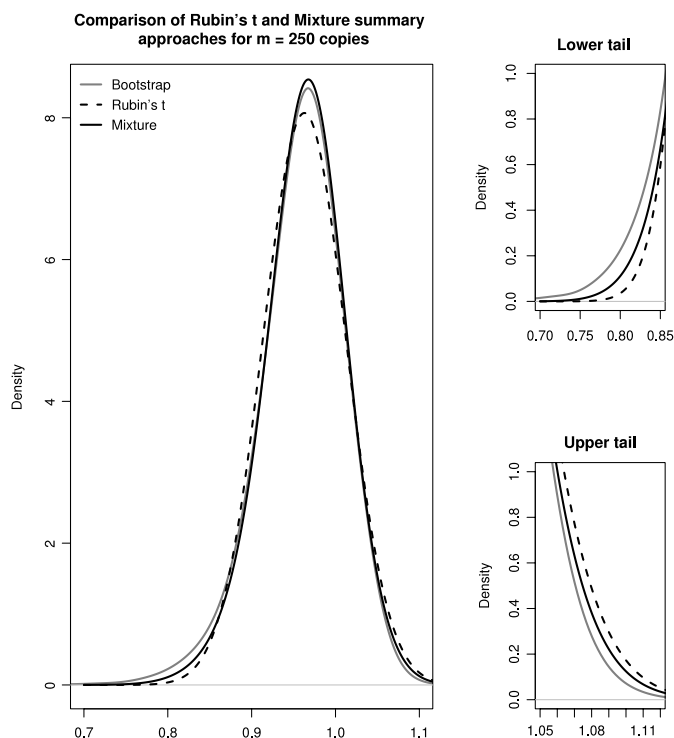 Comparison of Rubin's t and Mixture summary
approaches for m = 250 copies
Bootstrap
Rubin's t
Mixture
Density
0
2
4
6
8
0.7
0.8
0.9
1.0
1.1
Lower tail
Density
0.0
0.2
0.4
0.6
0.8
1.0
0.70
0.75
0.80
0.85
Upper tail
Density
0.0
0.2
0.4
0.6
0.8
1.0
1.05
1.08
1.11